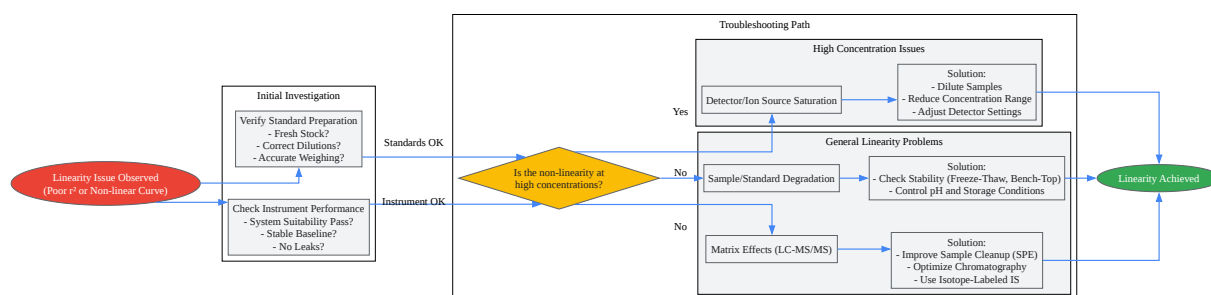 Troubleshooting Path
High Concentration Issues
Detector/Ion Source Saturation
Solution:
- Dilute Samples
- Reduce Concentration Range
- Adjust Detector Settings
Initial Investigation
Verify Standard Preparation
- Fresh Stock?
- Correct Dilutions?
- Accurate Weighing?
Check Instrument Performance
- System Suitability Pass?
- Stable Baseline?
- No Leaks?
Linearity Issue Observed
(Poor r² or Non-linear Curve)
Standards OK
Instrument OK
Is the non-linearity at
high concentrations?
Yes
No
No
General Linearity Problems
Sample/Standard Degradation
Solution:
- Check Stability (Freeze-Thaw, Bench-Top)
- Control pH and Storage Conditions
Matrix Effects (LC-MS/MS)
Solution:
- Improve Sample Cleanup (SPE)
- Optimize Chromatography
- Use Isotope-Labeled IS
Linearity Achieved